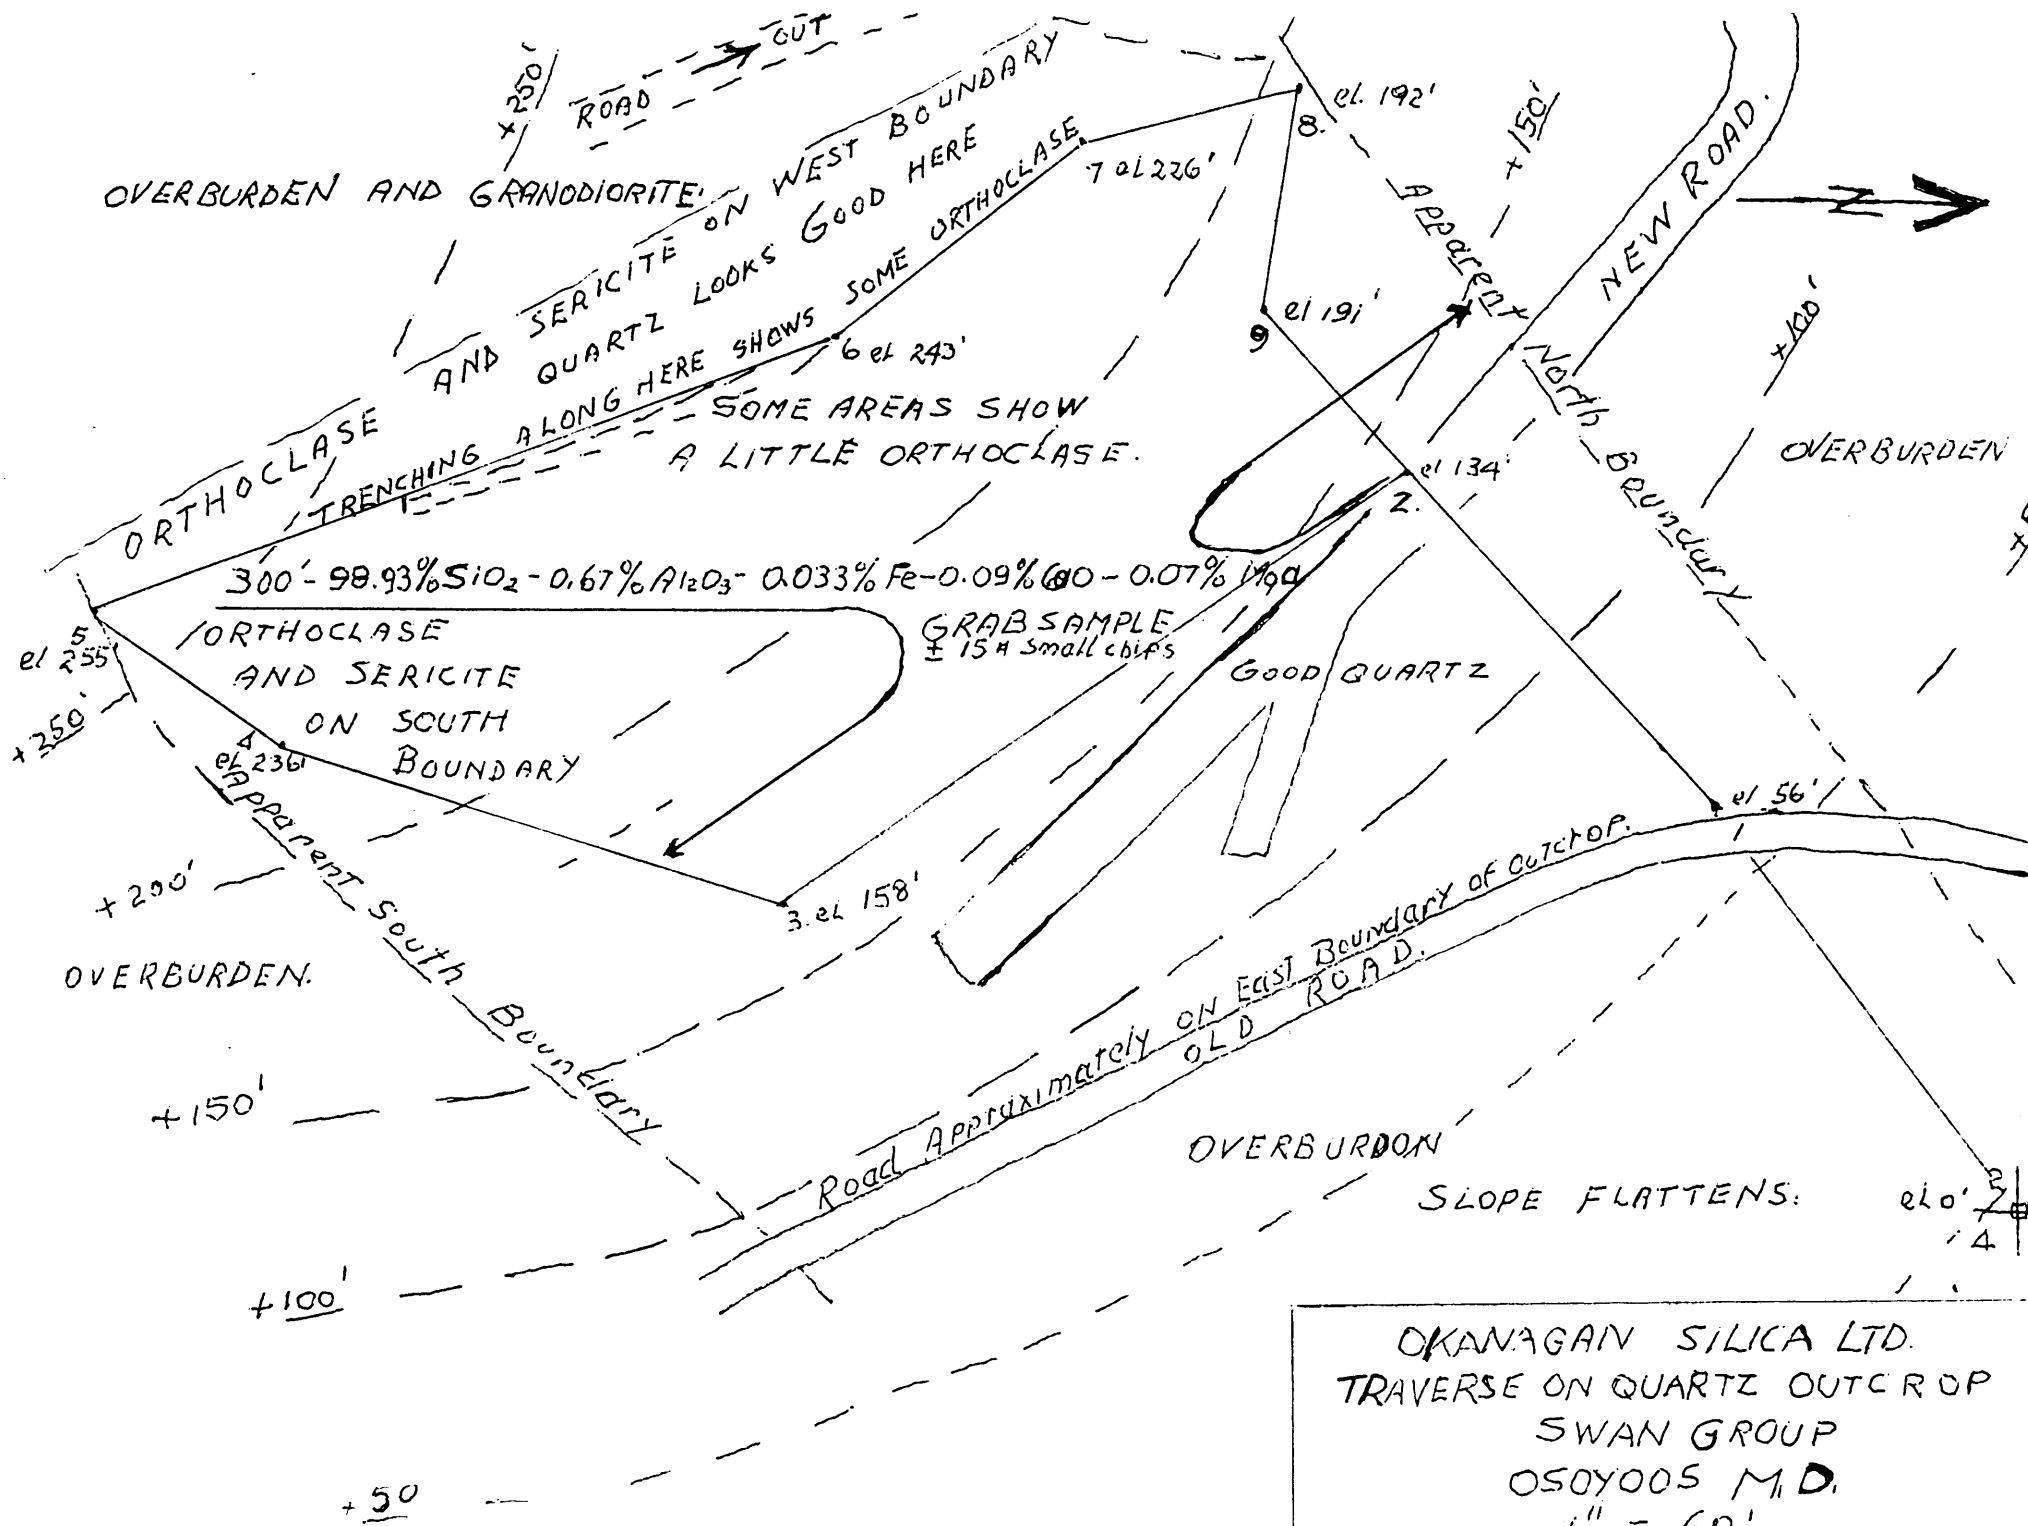 ROAD
OUT
+250'
OVERBURDEN AND GRANODIORITE.
ORTHOCLASE AND SERICITE ON WEST BOUNDARY
QUARTZ LOOKS GOOD HERE
TRENCHING ALONG HERE SHOWS SOME ORTHOCLASE
7 el 226'
el. 192'
8.
+150'
NEW ROAD.
N
Apparent North Boundary
+100'
OVERBURDEN
9 el 191'
6 el 243'
SOME AREAS SHOW
A LITTLE ORTHOCLASE.
el 134'
2.
300' - 98.93% SiO2 - 0.67% Al2O3 - 0.033% Fe - 0.09% CaO - 0.07%
GRAB SAMPLE
± 15# Small chips
5
el 255'
ORTHOCLASE
AND SERICITE
ON SOUTH
BOUNDARY
GOOD QUARTZ
+250'
4
el 236'
Apparent South Boundary
el 56'
+200'
3. el 158'
OVERBURDEN.
Road Approximately ON East Boundary OF OUTCROP.
OLD ROAD.
+150'
OVERBURDON
SLOPE FLATTENS.
el 0'
+100'
+50
OKANAGAN SILICA LTD.
TRAVERSE ON QUARTZ OUTCROP
SWAN GROUP
OSOYOOS M.D.